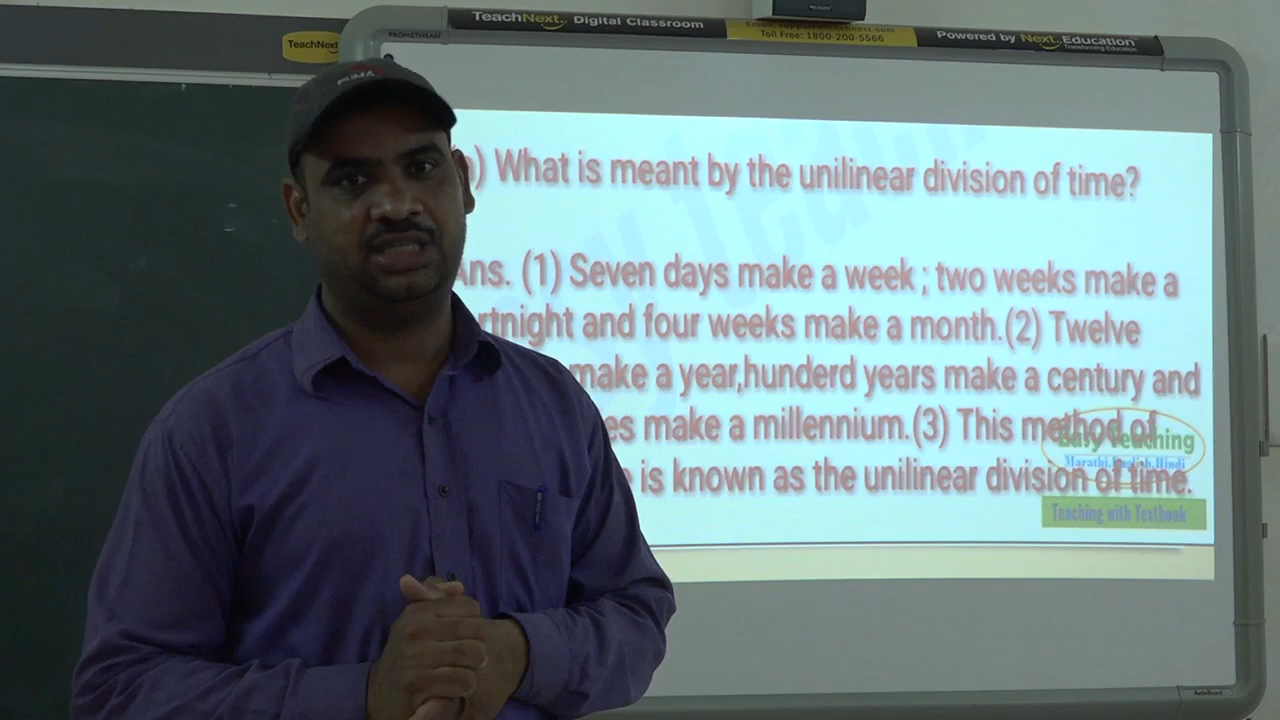 TeachNext Digital Classroom
Toll Free: 1800-200-5566
Powered by Next Education
Transforming Education
PROMETHEAN
TeachNext
PUMA
) What is meant by the unilinear division of time?
Ans. (1) Seven days make a week ; two weeks make a
rtnight and four weeks make a month.(2) Twelve
make a year,hunderd years make a century and
es make a millennium.(3) This method of
e is known as the unilinear division of time.
Easy Teaching
Marathi,English,Hindi
Teaching with Textbook